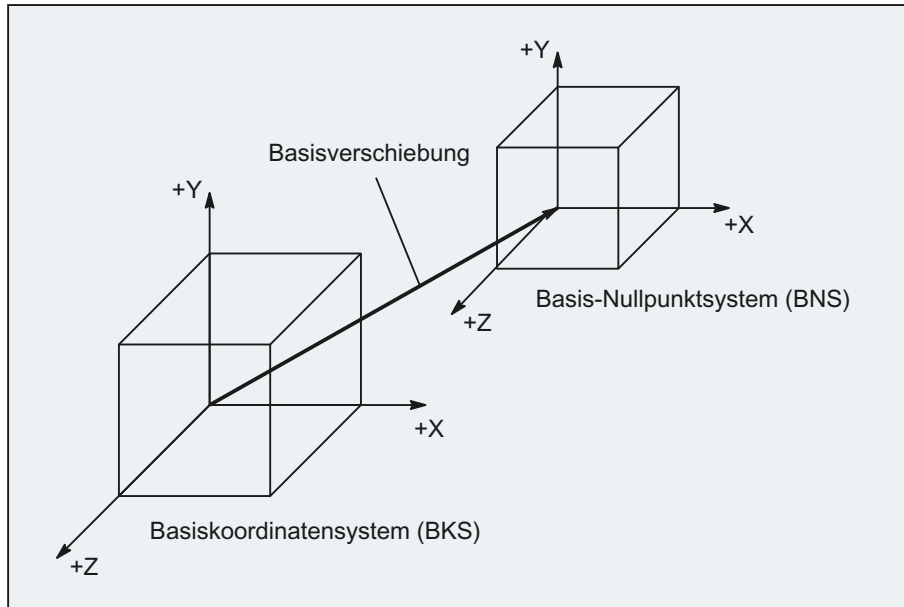 +Y
Basisverschiebung
+Y
+X
Basis-Nullpunktsystem (BNS)
+Z
+X
Basiskoordinatensystem (BKS)
+Z